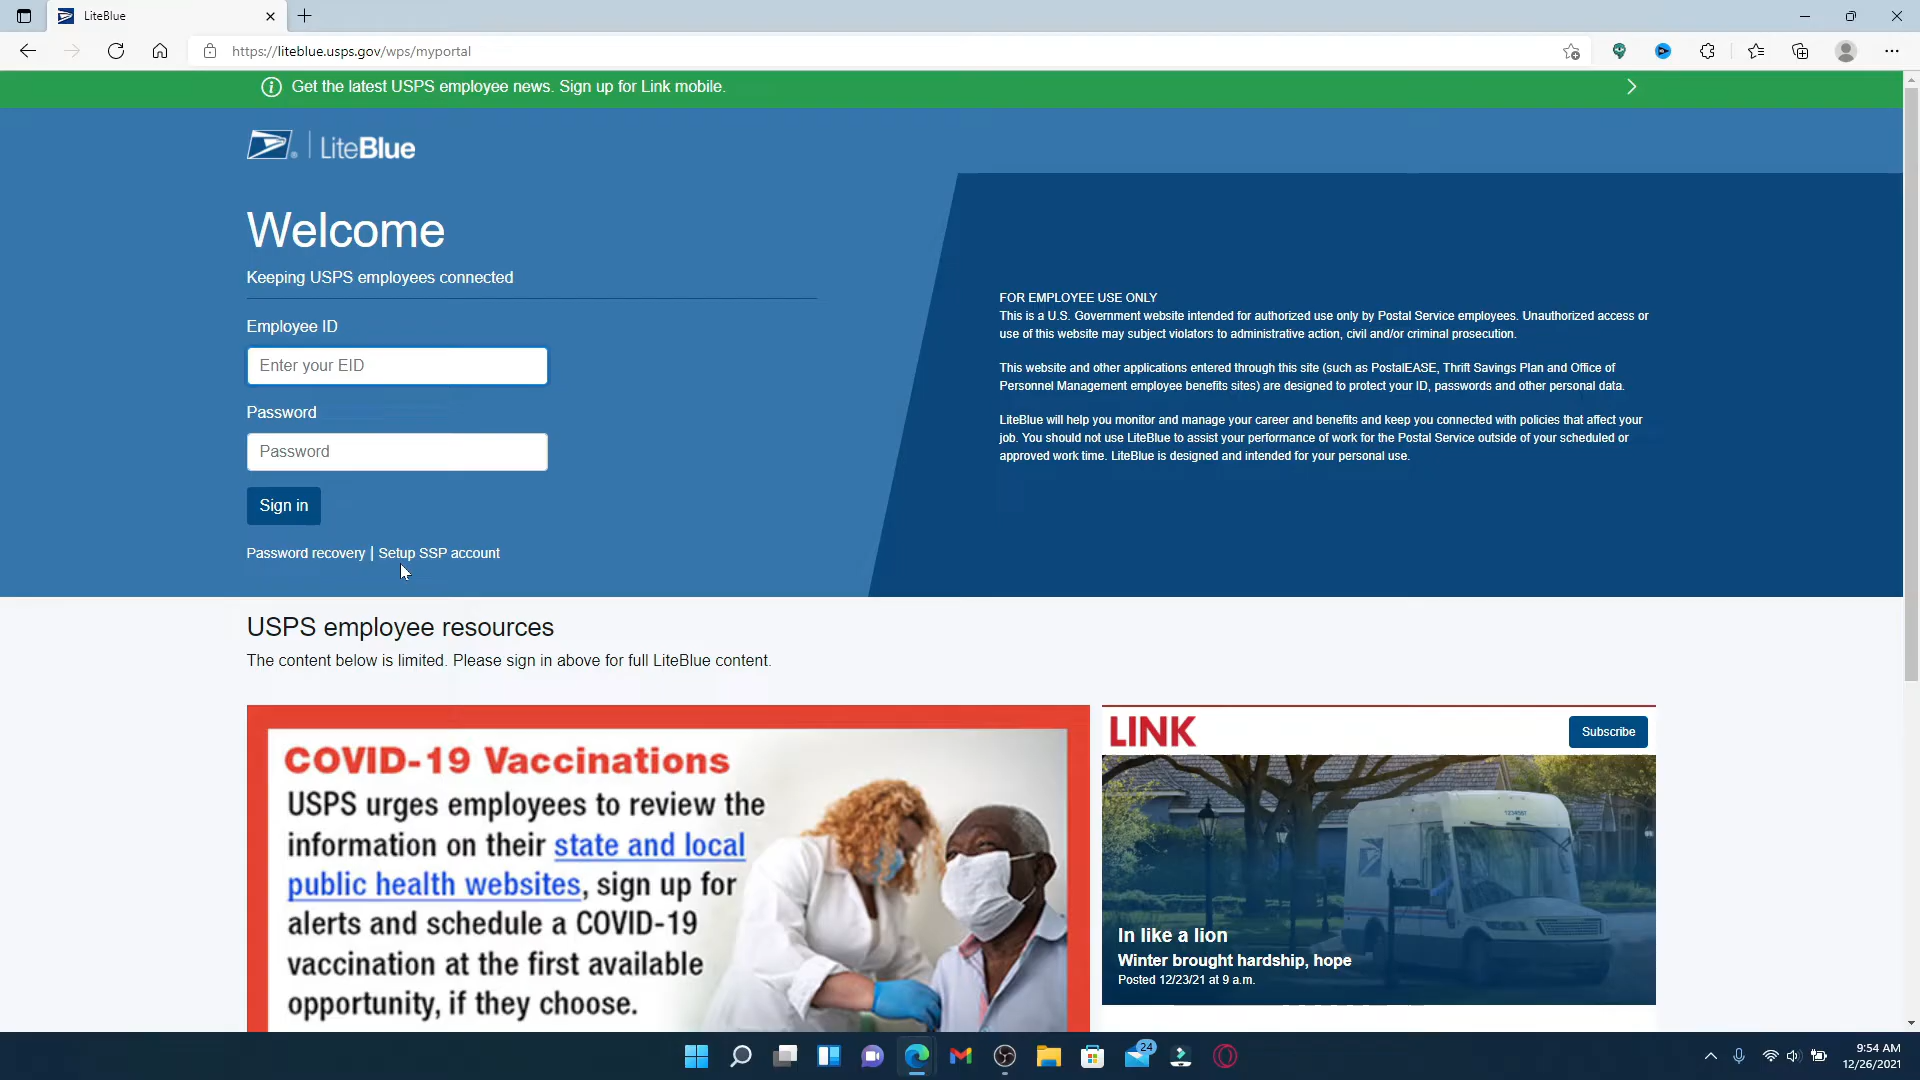 LiteBlue
https://liteblue.usps.gov/wps/myportal
Get the latest USPS employee news. Sign up for Link mobile.
LiteBlue
Welcome
Keeping USPS employees connected
Employee ID
Enter your EID
Password
Password
Sign in
Password recovery | Setup SSP account
FOR EMPLOYEE USE ONLY
This is a U.S. Government website intended for authorized use only by Postal Service employees. Unauthorized access or
use of this website may subject violators to administrative action, civil and/or criminal prosecution.
This website and other applications entered through this site (such as PostalEASE, Thrift Savings Plan and Office of
Personnel Management employee benefits sites) are designed to protect your ID, passwords and other personal data.
LiteBlue will help you monitor and manage your career and benefits and keep you connected with policies that affect your
job. You should not use LiteBlue to assist your performance of work for the Postal Service outside of your scheduled or
approved work time. LiteBlue is designed and intended for your personal use.
USPS employee resources
The content below is limited. Please sign in above for full LiteBlue content.
COVID-19 Vaccinations
USPS urges employees to review the
information on their state and local
public health websites, sign up for
alerts and schedule a COVID-19
vaccination at the first available
opportunity, if they choose.
LINK
Subscribe
1234567
In like a lion
Winter brought hardship, hope
Posted 12/23/21 at 9 a.m.
24
9:54 AM
12/26/2021